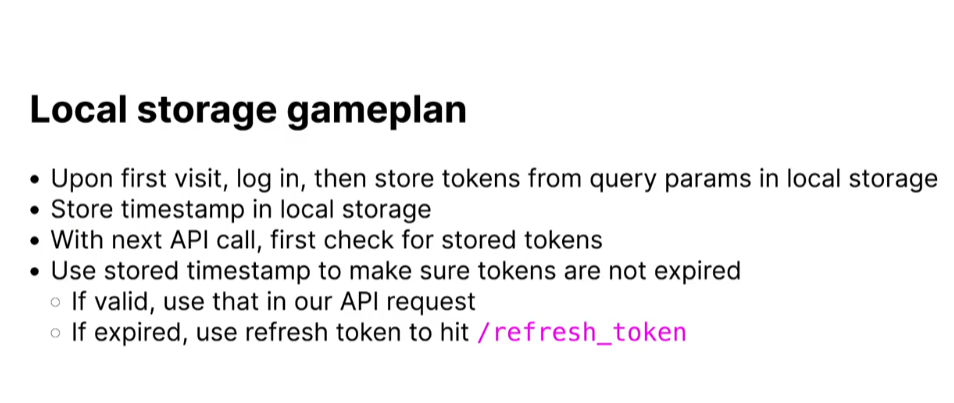 Local storage gameplan
• Upon first visit, log in, then store tokens from query params in local storage
• Store timestamp in local storage
• With next API call, first check for stored tokens
• Use stored timestamp to make sure tokens are not expired
○ If valid, use that in our API request
○ If expired, use refresh token to hit /refresh_token